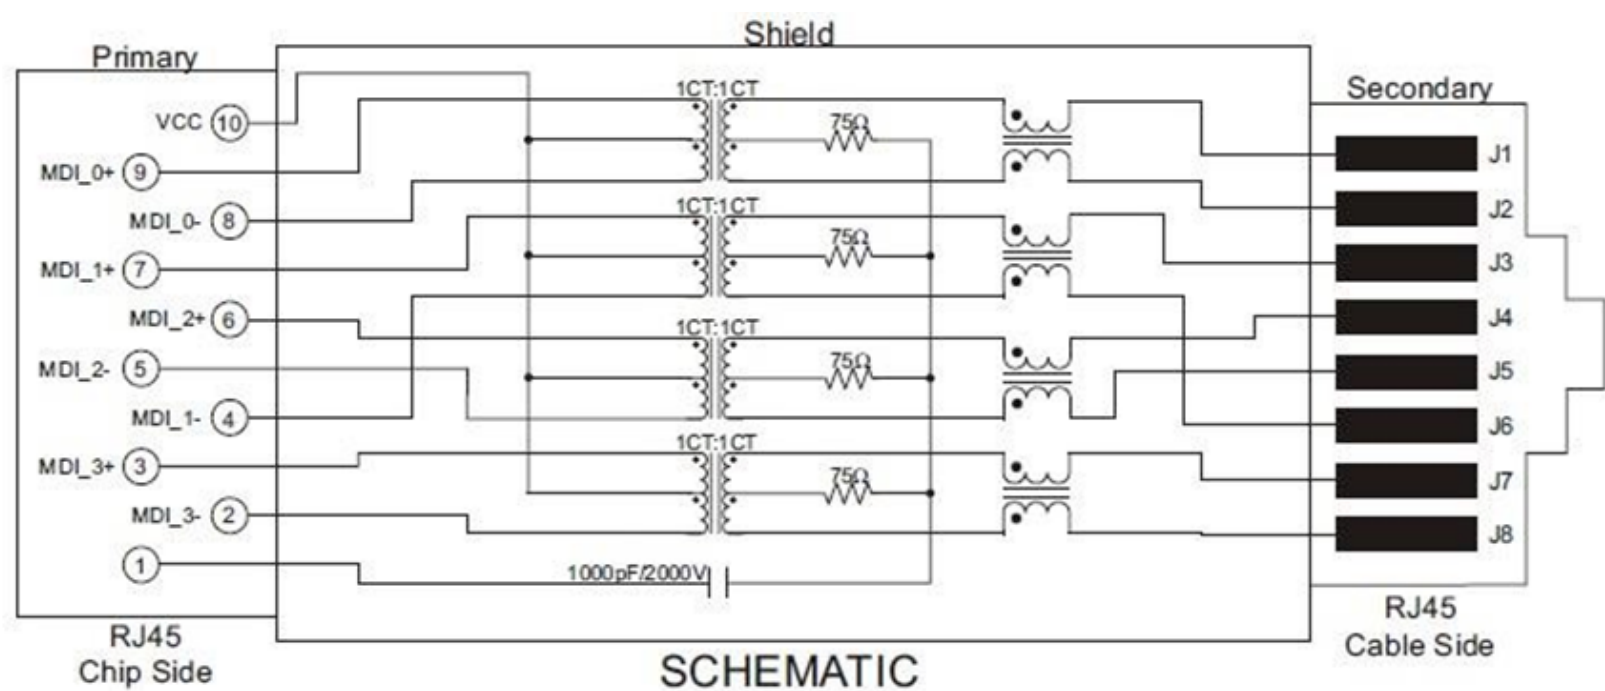 Shield
Primary
Secondary
1CT:1CT
VCC 10
75Ω
MDI_0+ 9
J1
MDI_0- 8
1CT:1CT
J2
MDI_1+ 7
75Ω
J3
MDI_2+ 6
1CT:1CT
J4
MDI_2- 5
75Ω
J5
MDI_1- 4
1CT:1CT
J6
MDI_3+ 3
75Ω
J7
MDI_3- 2
J8
1
1000pF/2000V
RJ45
Chip Side
SCHEMATIC
RJ45
Cable Side